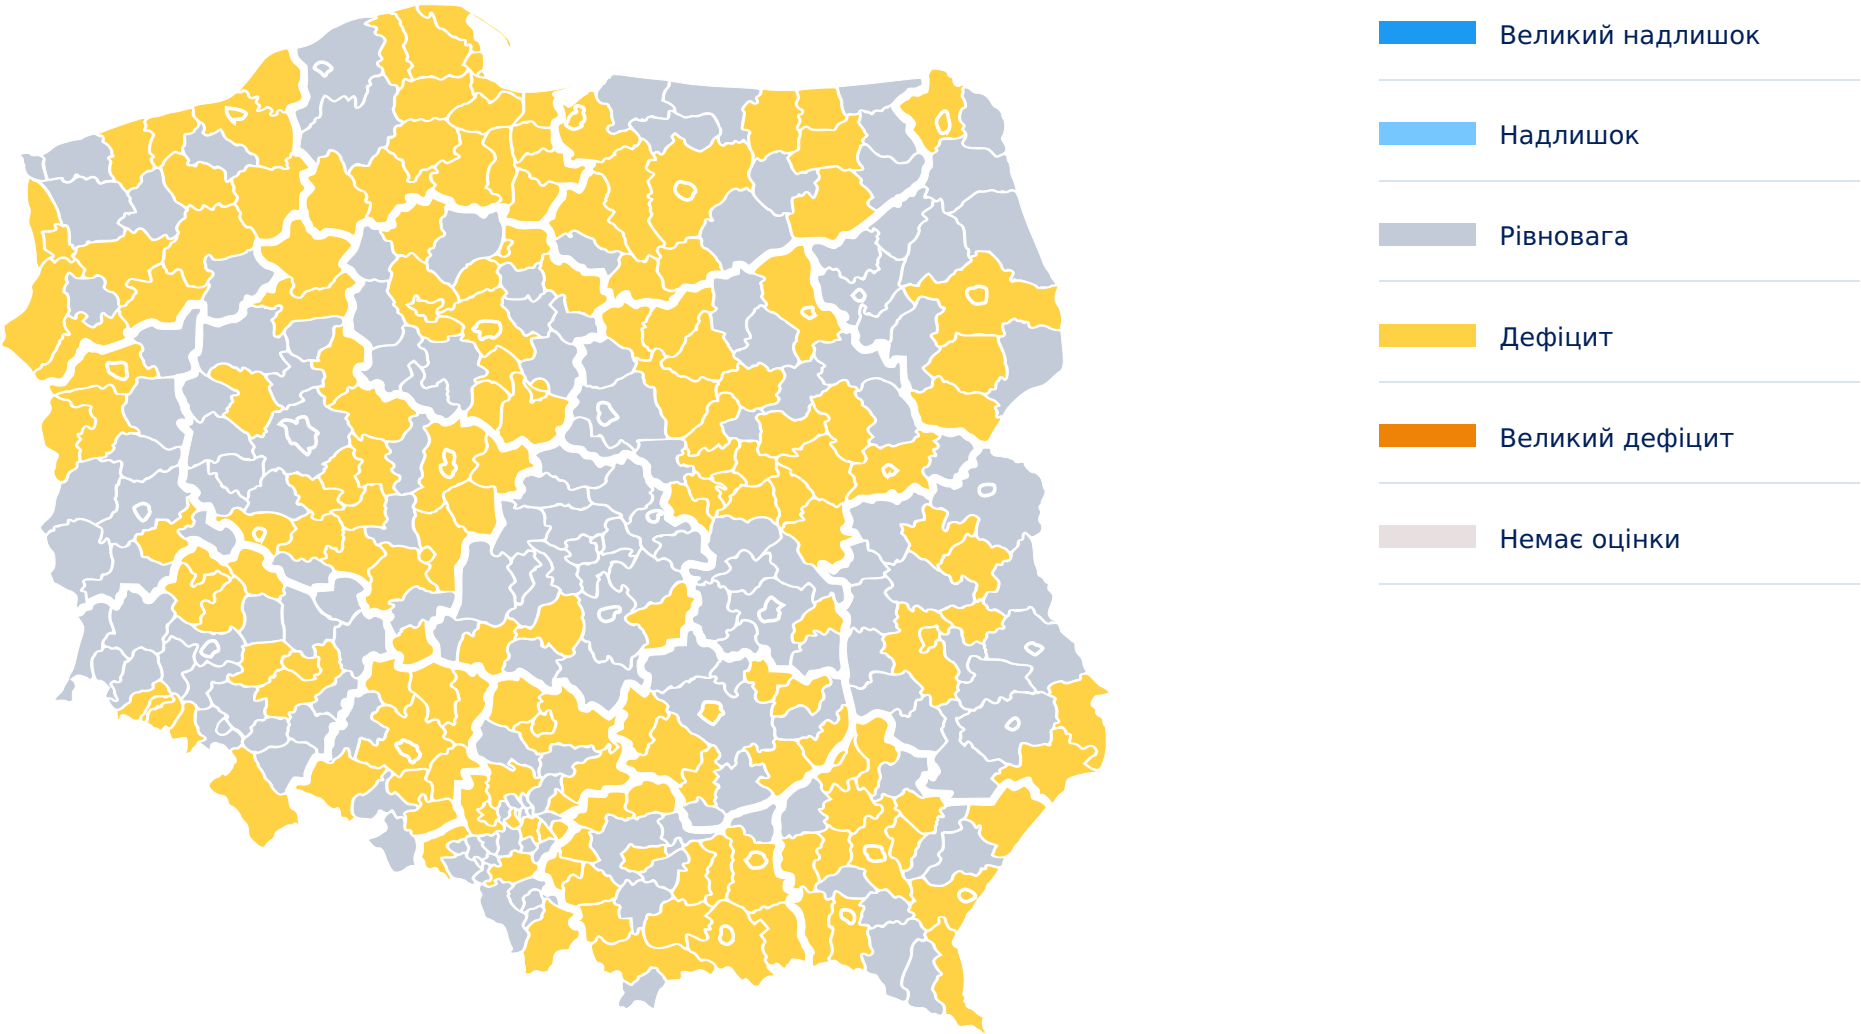 Великий надлишок
Надлишок
Рівновага
Дефіцит
Великий дефіцит
Немає оцінки